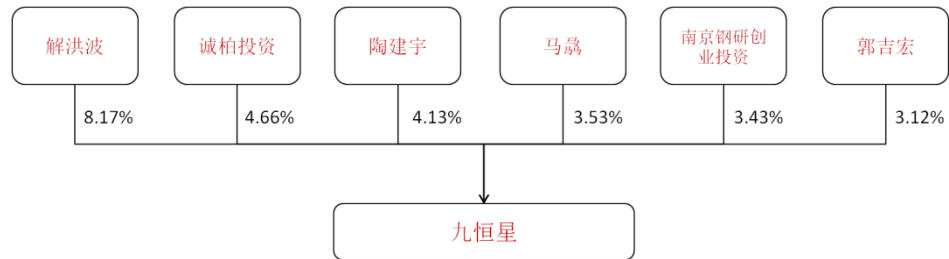 解洪波
诚柏投资
陶建宇
马骉
南京钢研创
业投资
郭吉宏
8.17%
4.66%
4.13%
3.53%
3.43%
3.12%
九恒星